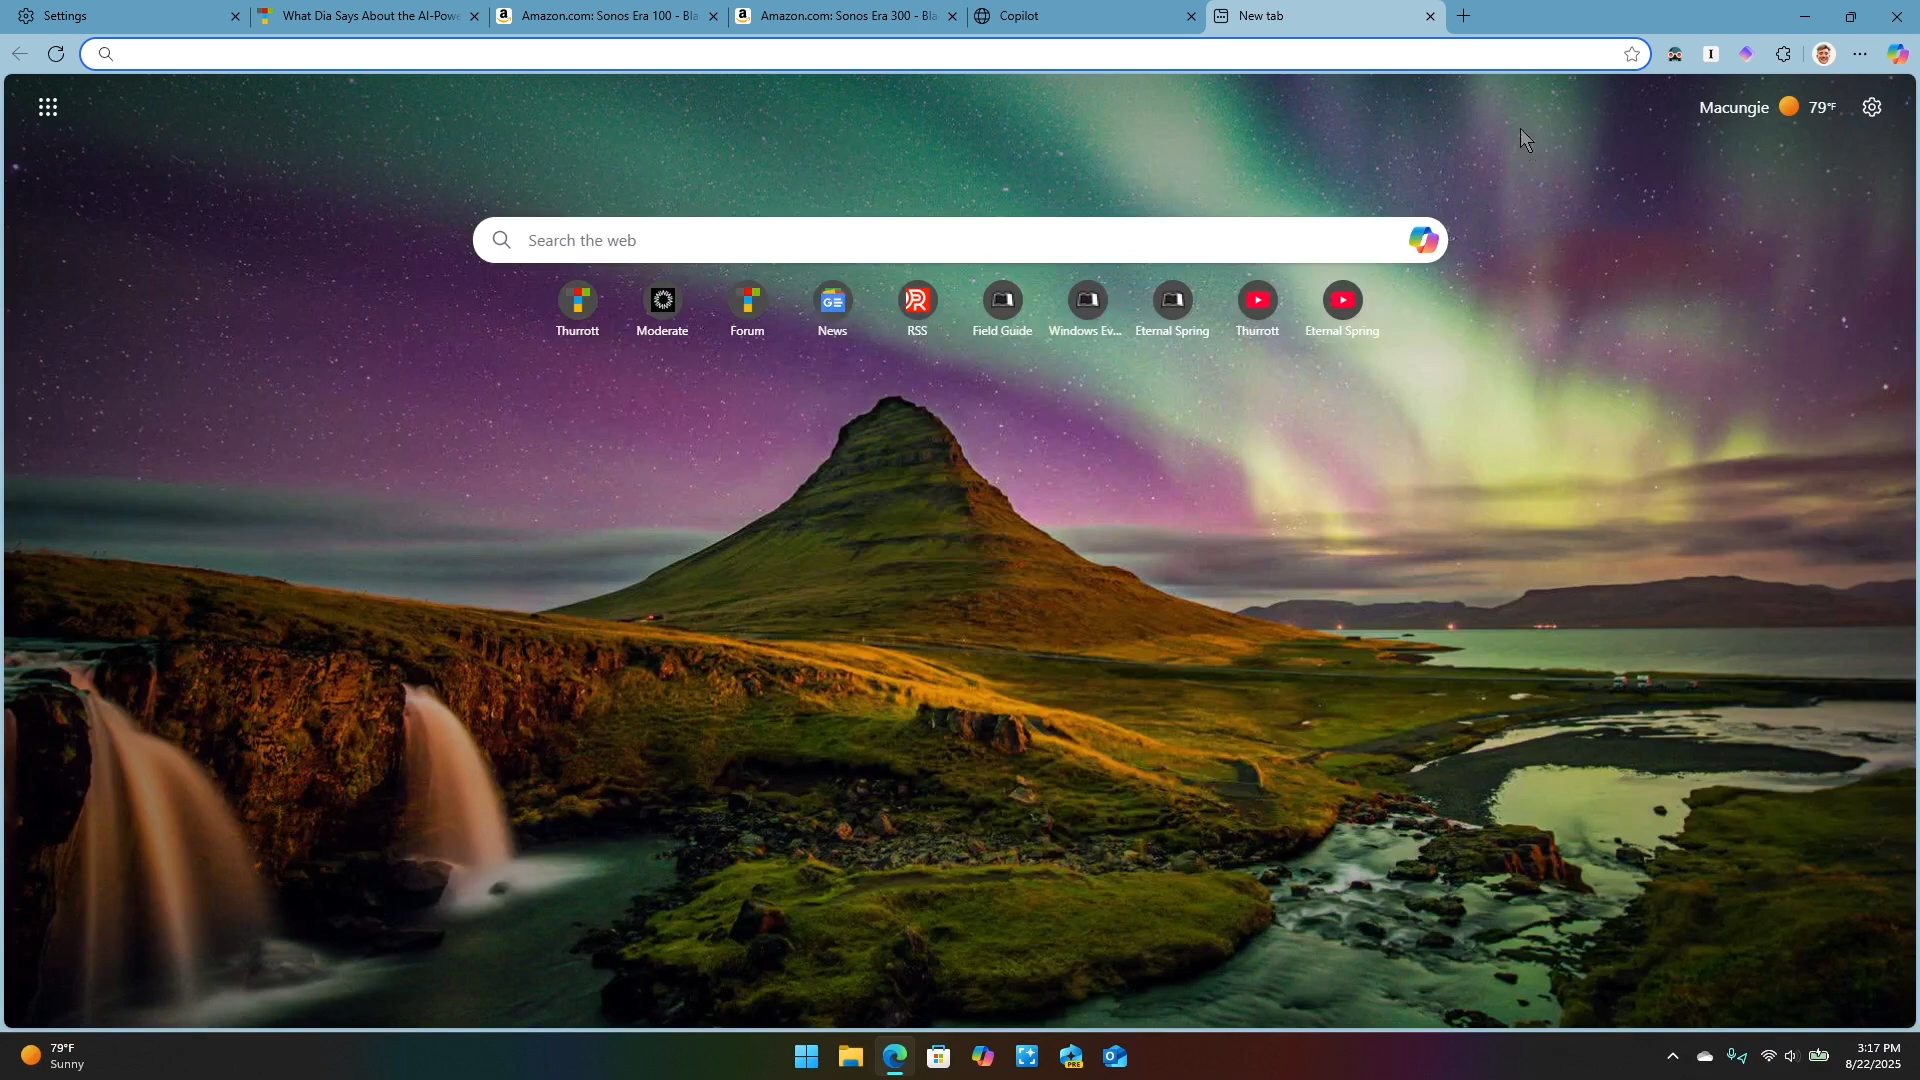 Settings
What Dia Says About the AI-Powe
Amazon.com: Sonos Era 100 - Bla
Amazon.com: Sonos Era 300 - Bla
Copilot
New tab
Macungie 79°F
Search the web
Thurrott
Moderate
Forum
News
RSS
Field Guide
Windows Ev...
Eternal Spring
Thurrott
Eternal Spring
79°F
Sunny
PRE
3:17 PM
8/22/2025